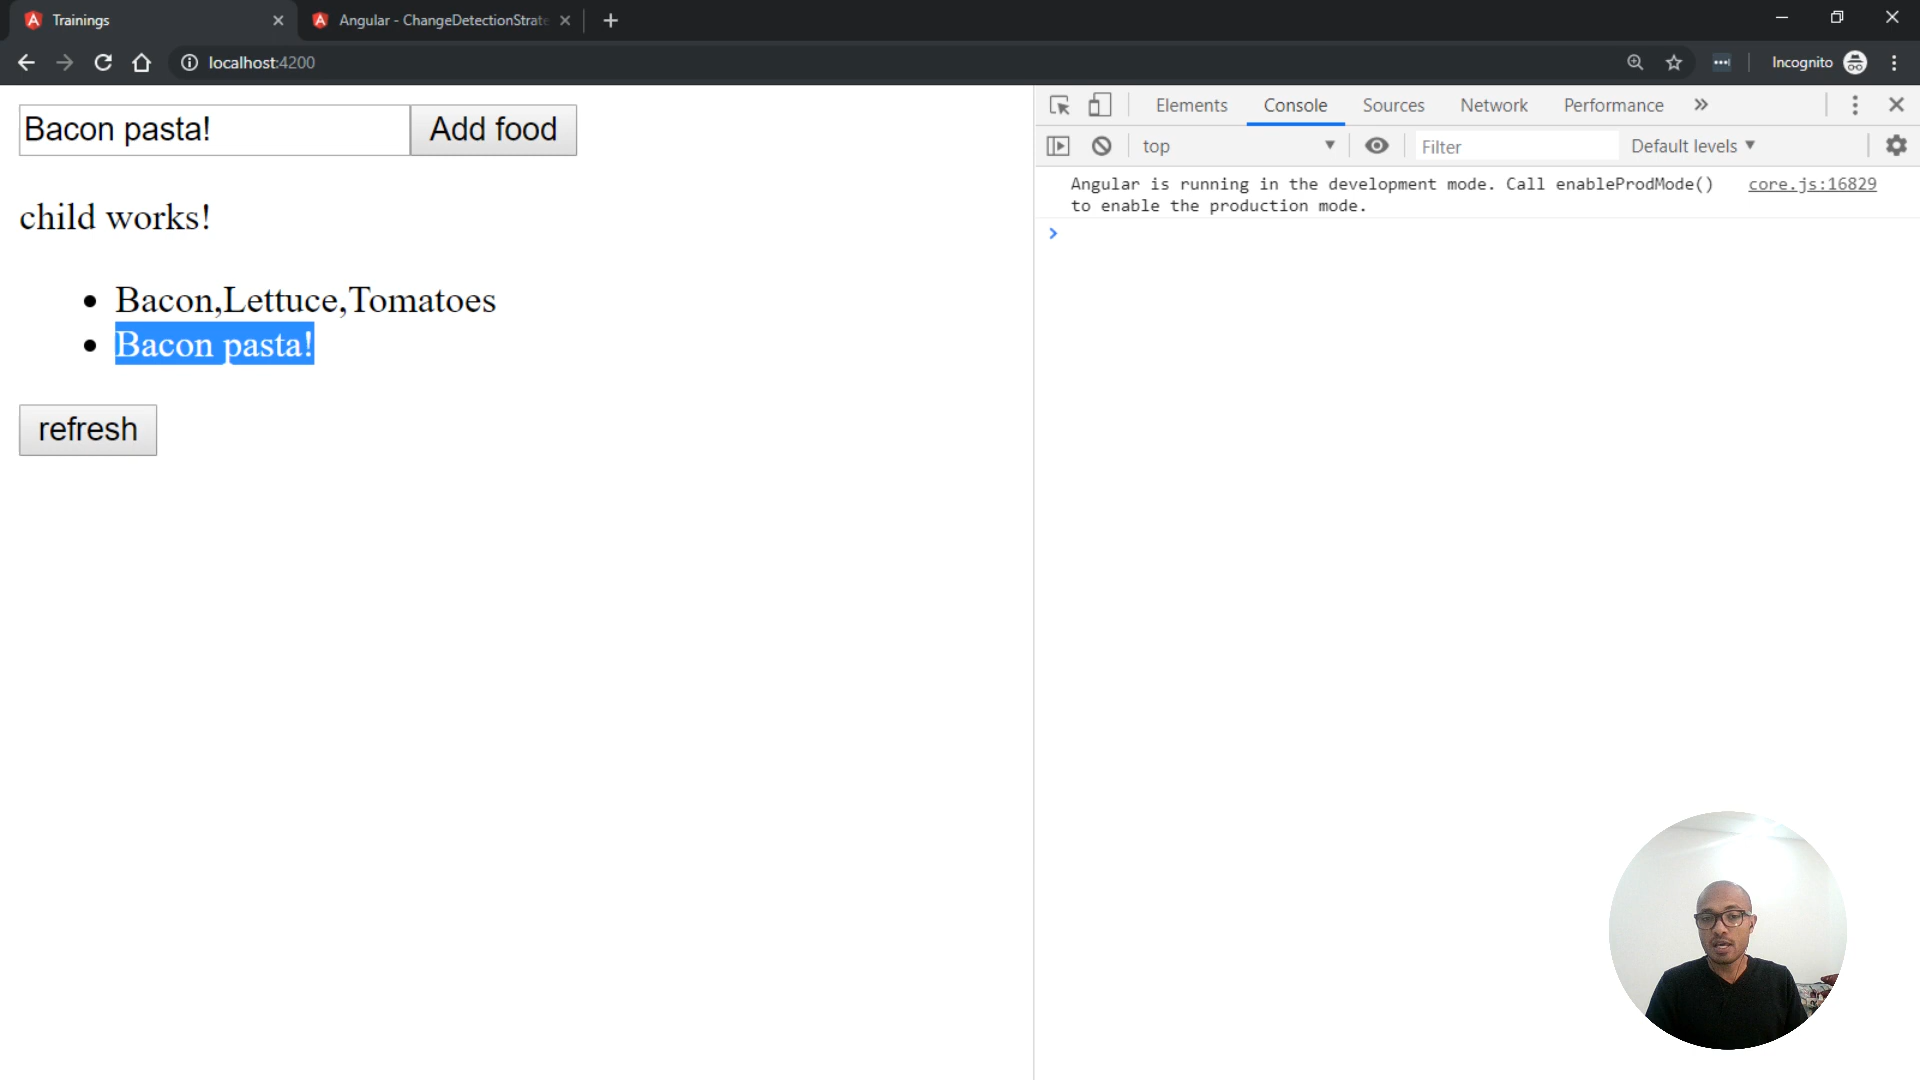 Trainings
Angular - ChangeDetectionStrate
localhost:4200
Incognito
Bacon pasta!
Add food
child works!
Bacon,Lettuce,Tomatoes
Bacon pasta!
refresh
Elements Console Sources Network Performance
top
Filter
Default levels
Angular is running in the development mode. Call enableProdMode() core.js:16829
to enable the production mode.